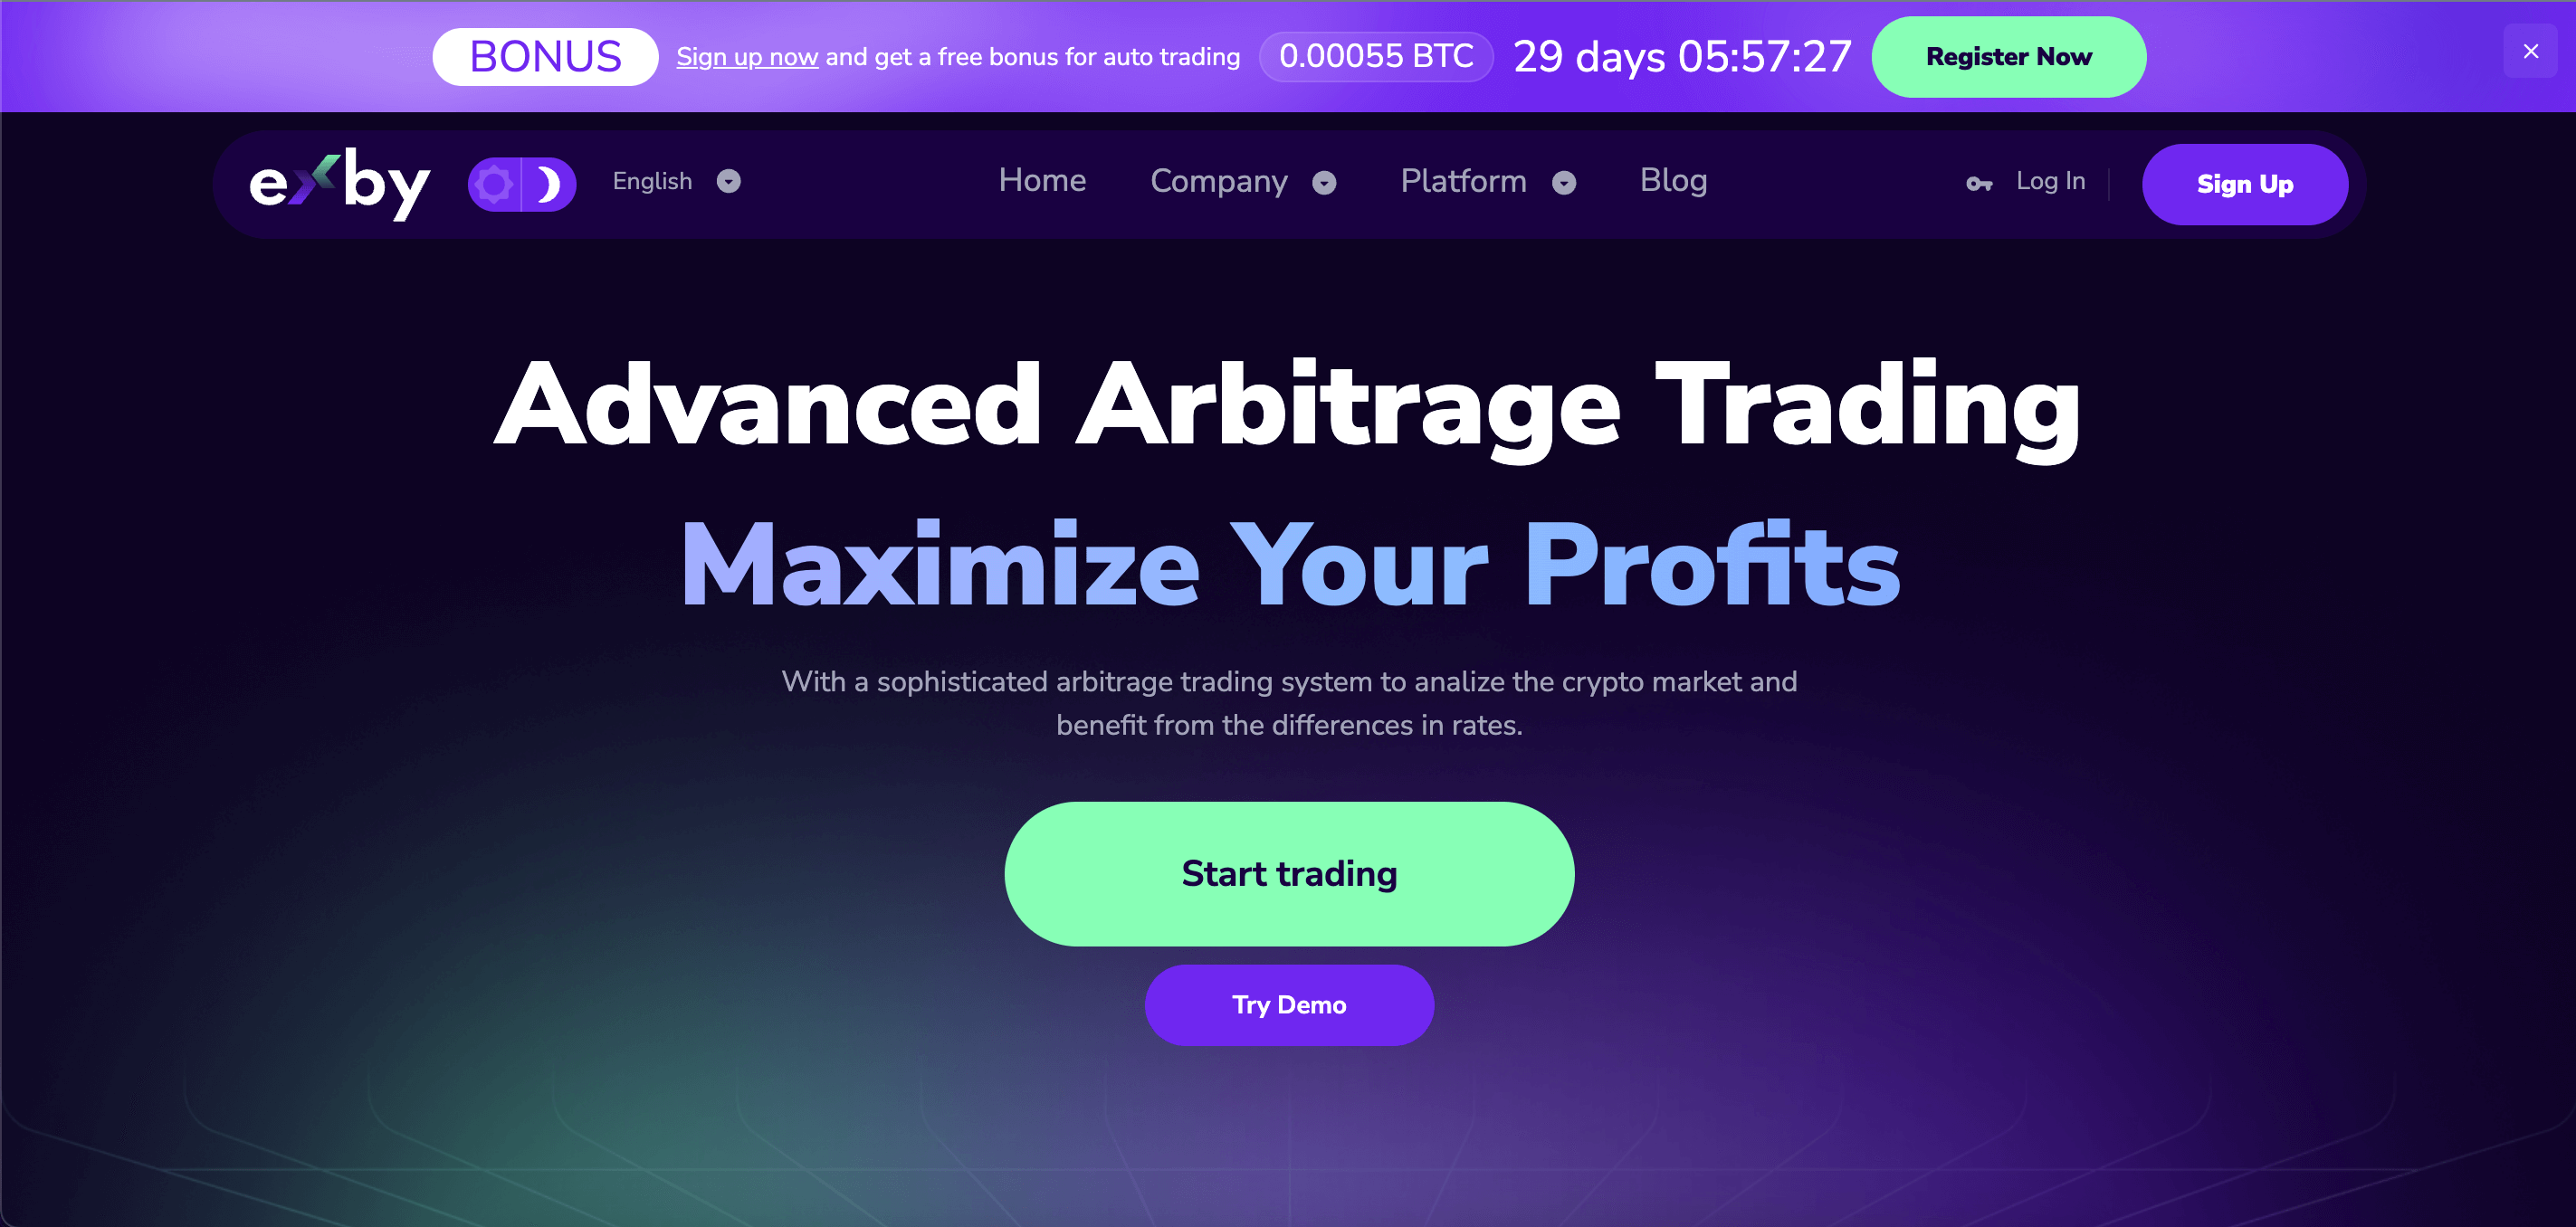 BONUS Sign up now and get a free bonus for auto trading 0.00055 BTC 29 days 05:57:27 Register Now
exby English Home Company Platform Blog Log In Sign Up
Advanced Arbitrage Trading
Maximize Your Profits
With a sophisticated arbitrage trading system to analize the crypto market and
benefit from the differences in rates.
Start trading
Try Demo